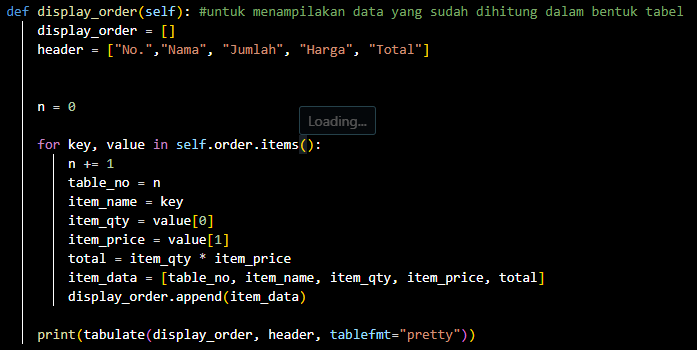 def display_order(self): #untuk menampilakan data yang sudah dihitung dalam bentuk tabel
    display_order = []
    header = ["No.","Nama", "Jumlah", "Harga", "Total"]
    n = 0
Loading...
    for key, value in self.order.items():
        n += 1
        table_no = n
        item_name = key
        item_qty = value[0]
        item_price = value[1]
        total = item_qty * item_price
        item_data = [table_no, item_name, item_qty, item_price, total]
        display_order.append(item_data)
    print(tabulate(display_order, header, tablefmt="pretty"))